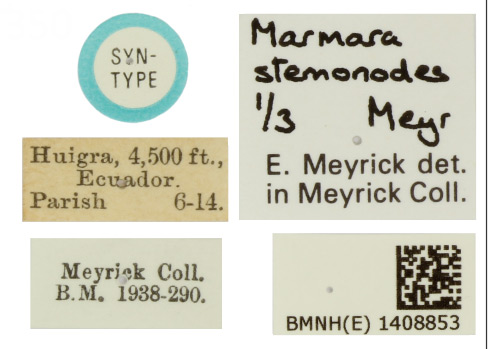 SYN-
TYPE
Marmara
stemonodes
1/3 Meyr
E. Meyrick det.
in Meyrick Coll.
Huigra, 4,500 ft.,
Ecuador.
Parish 6-14.
Meyrick Coll.
B.M. 1938-290.
BMNH(E) 1408853